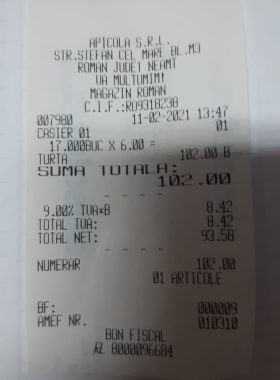 APICOLA S.R.L.
STR.STEFAN CEL MARE BL.M3
ROMAN JUDET NEAMT
VA MULTUMIM!
MAGAZIN ROMAN
C.I.F.:RO9318238
007980 11-02-2021 13:47
CASIER 01 01
17.000BUC X 6.00 =
TURTA 102.00 B
SUMA TOTALA:
102.00
- - - -
9.00% TVA*B 8.42
TOTAL TVA: 8.42
TOTAL NET: 93.58
- - - -
NUMERAR 102.00
01 ARTICOLE
BF: 000009
AMEF NR. 010310
BON FISCAL
8000096684